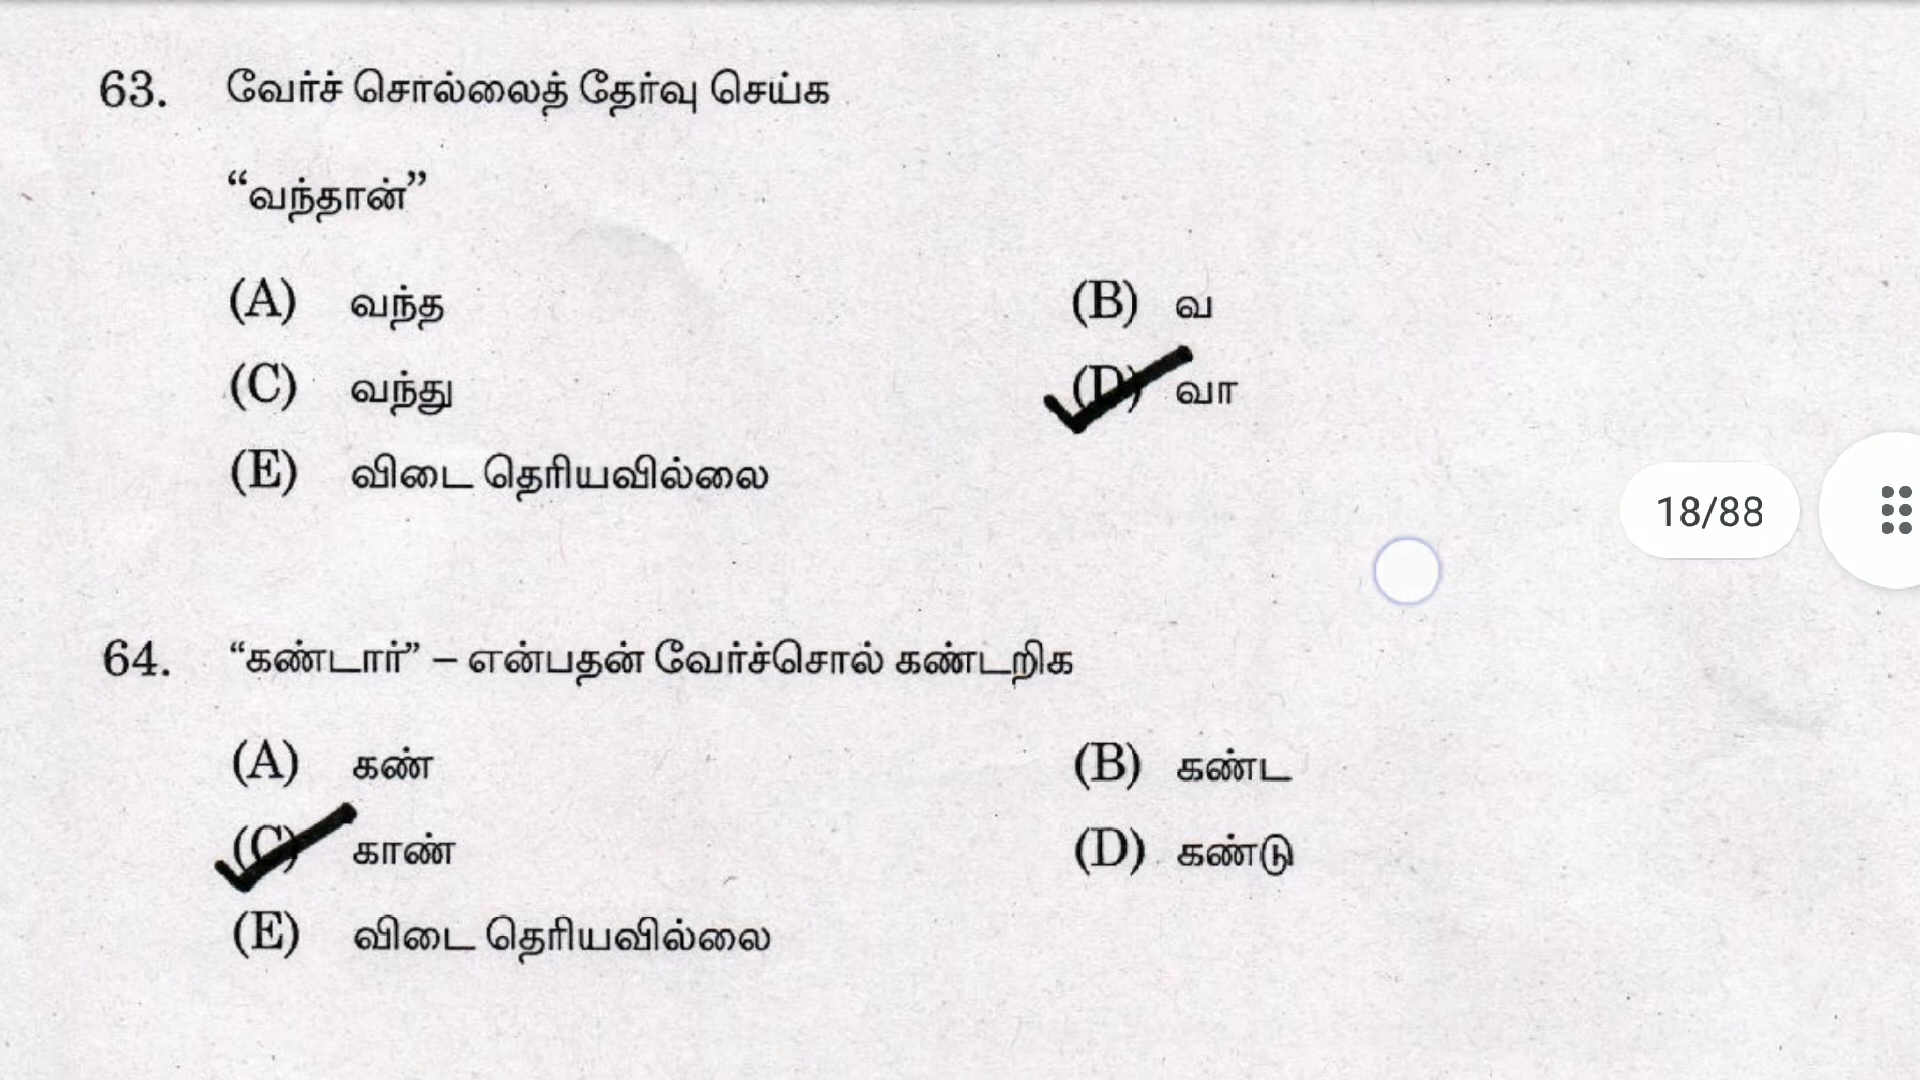 63. வேர்ச் சொல்லைத் தேர்வு செய்க
“வந்தான்”
(A) வந்த (B) வ
(C) வந்து (D) வா
(E) விடை தெரியவில்லை
18/88
64. “கண்டார்” – என்பதன் வேர்ச்சொல் கண்டறிக
(A) கண் (B) கண்ட
(C) காண் (D) கண்டு
(E) விடை தெரியவில்லை